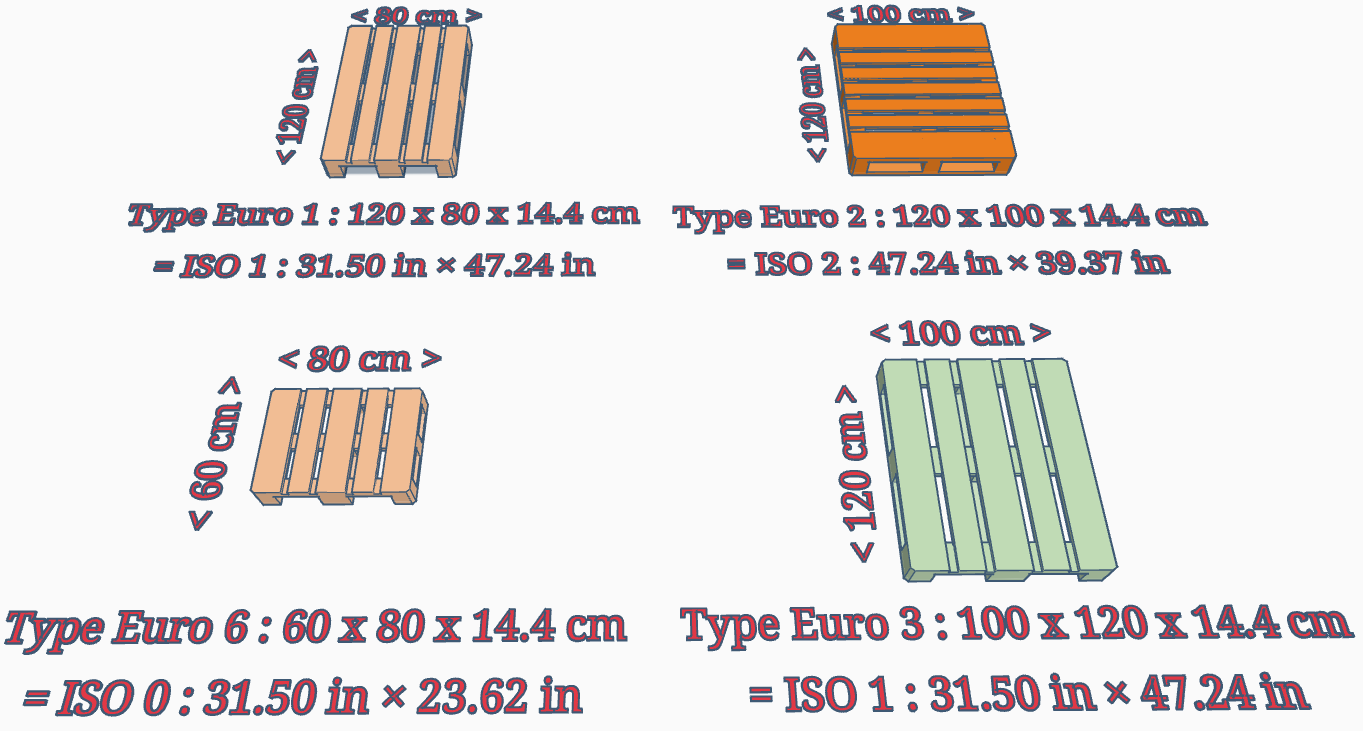 < 80 cm >
< 120 cm >
Type Euro 1 : 120 x 80 x 14.4 cm
= ISO 1 : 31.50 in × 47.24 in
< 100 cm >
< 120 cm >
Type Euro 2 : 120 x 100 x 14.4 cm
= ISO 2 : 47.24 in × 39.37 in
< 80 cm >
< 60 cm >
Type Euro 6 : 60 x 80 x 14.4 cm
= ISO 0 : 31.50 in × 23.62 in
< 100 cm >
< 120 cm >
Type Euro 3 : 100 x 120 x 14.4 cm
= ISO 1 : 31.50 in × 47.24 in